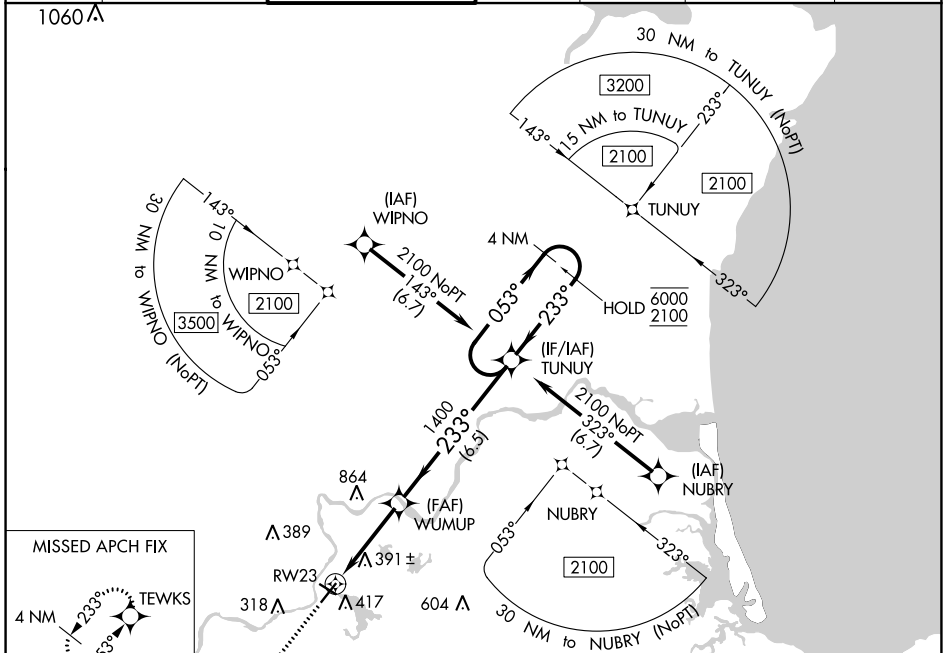 1060
30 NM to TUNUY (NoPT)
3200
233°
143°
15 NM to TUNUY
2100
2100
TUNUY
323°
(IAF)
WIPNO
143°
30 NM to WIPNO (NoPT)
10 NM to WIPNO
WIPNO
2100
3500
053°
2100 NoPT
143°
(6.7)
4 NM
053°
233°
HOLD 6000
2100
(IF/IAF)
TUNUY
2100 NoPT
323°
(6.7)
1400
233°
(6.5)
(IAF)
NUBRY
864
(FAF)
WUMUP
NUBRY
053°
323°
2100
30 NM to NUBRY (NoPT)
389
391 ±
RW23
318
417
604
MISSED APCH FIX
TEWKS
4 NM
233°
53°